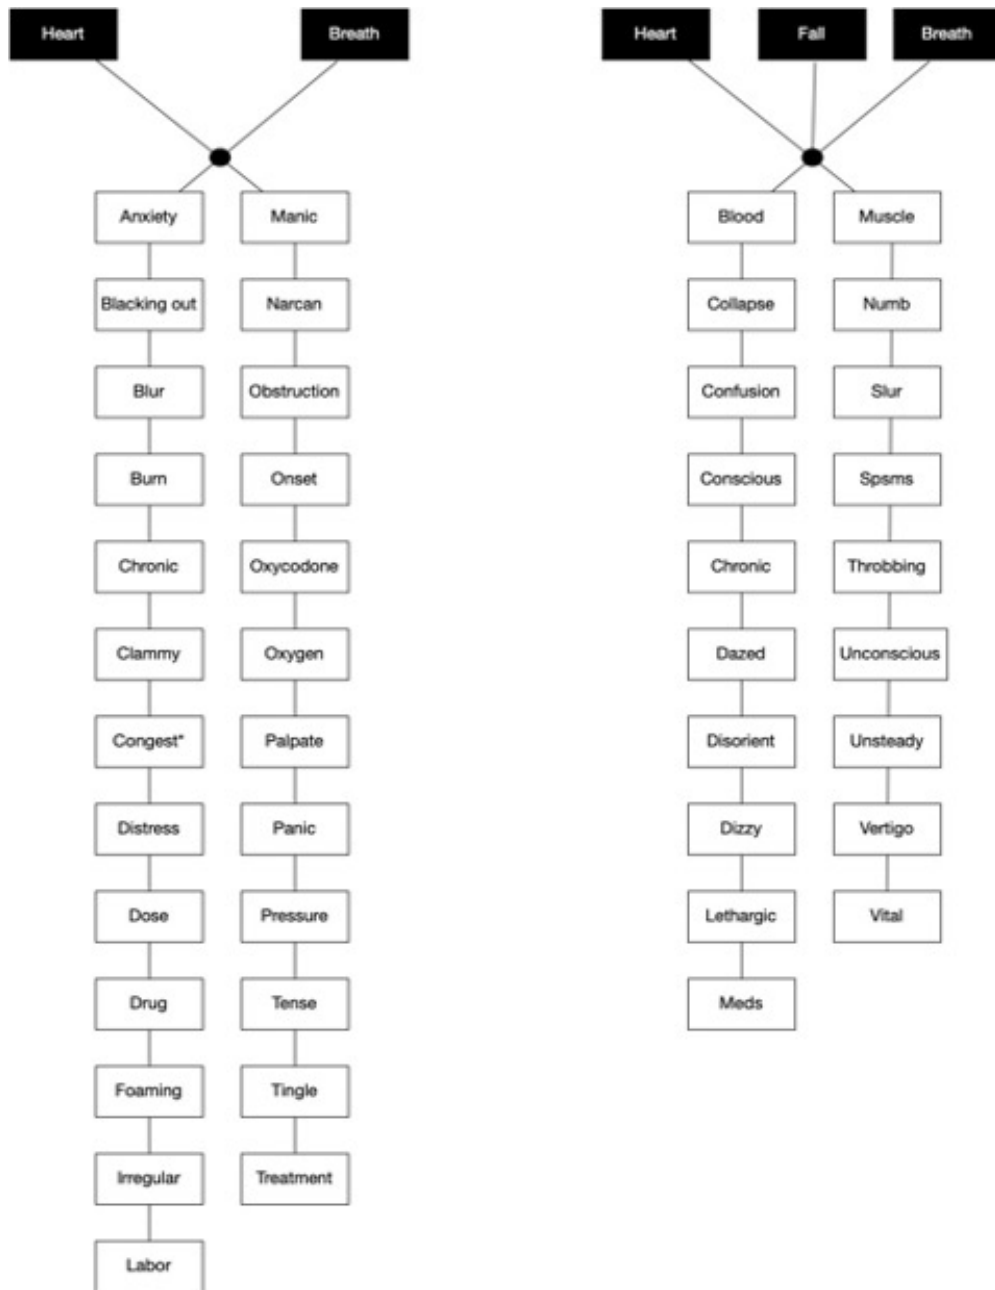 Heart
Breath
Anxiety
Blacking out
Blur
Burn
Chronic
Clammy
Congest*
Distress
Dose
Drug
Foaming
Irregular
Labor
Manic
Narcan
Obstruction
Onset
Oxycodone
Oxygen
Palpate
Panic
Pressure
Tense
Tingle
Treatment
Heart
Fall
Breath
Blood
Collapse
Confusion
Conscious
Chronic
Dazed
Disorient
Dizzy
Lethargic
Meds
Muscle
Numb
Slur
Spsms
Throbbing
Unconscious
Unsteady
Vertigo
Vital